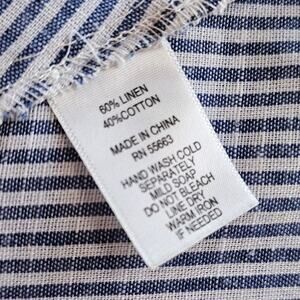 60% LINEN
40%COTTON
MADE IN CHINA
RN 55663
HAND WASH COLD
SEPARATELY
MILD SOAP
DO NOT BLEACH
LINE DRY
WARM IRON
IF NEEDED